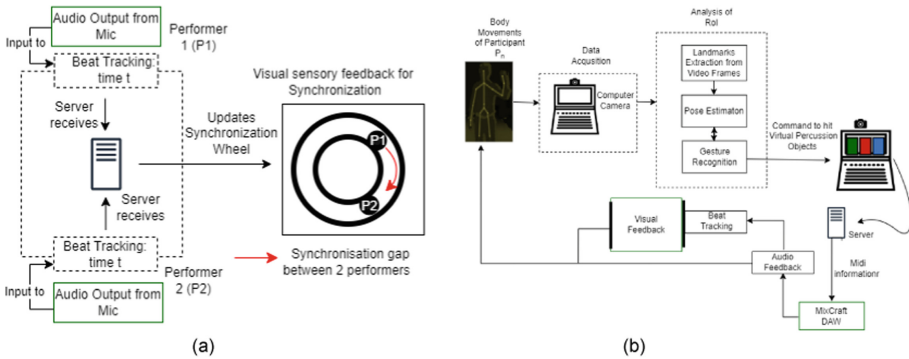 Audio Output from
Mic
Performer
1 (P1)
Input to
Beat Tracking:
time t
Server
receives
Updates
Synchronization
Wheel
Server
receives
Beat Tracking:
time t
Performer
2 (P2)
Input to
Audio Output from
Mic
Visual sensory feedback for
Synchronization
P1
P2
Synchronisation gap
between 2 performers
(a)
Body
Movements
of Participant
Pn
Data
Acqusition
Computer
Camera
Analysis of
RoI
Landmarks
Extraction from
Video Frames
Pose Estimaton
Gesture
Recognition
Command to hit
Virtual Percussion
Objects
Server
Midi
informationr
MixCraft
DAW
Audio
Feedback
Beat
Tracking
Visual
Feedback
(b)